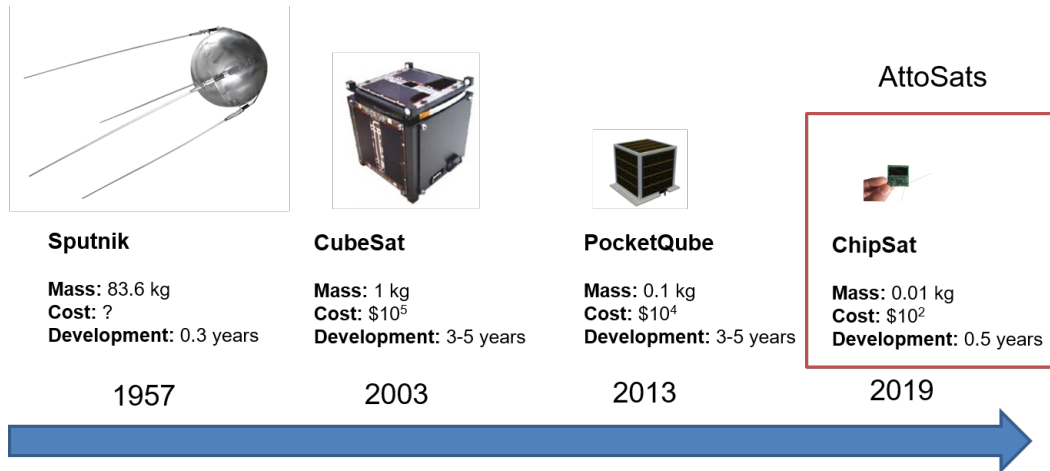 AttoSats
Sputnik
Mass: 83.6 kg
Cost: ?
Development: 0.3 years
1957
CubeSat
Mass: 1 kg
Cost: $10⁵
Development: 3-5 years
2003
PocketQube
Mass: 0.1 kg
Cost: $10⁴
Development: 3-5 years
2013
ChipSat
Mass: 0.01 kg
Cost: $10²
Development: 0.5 years
2019